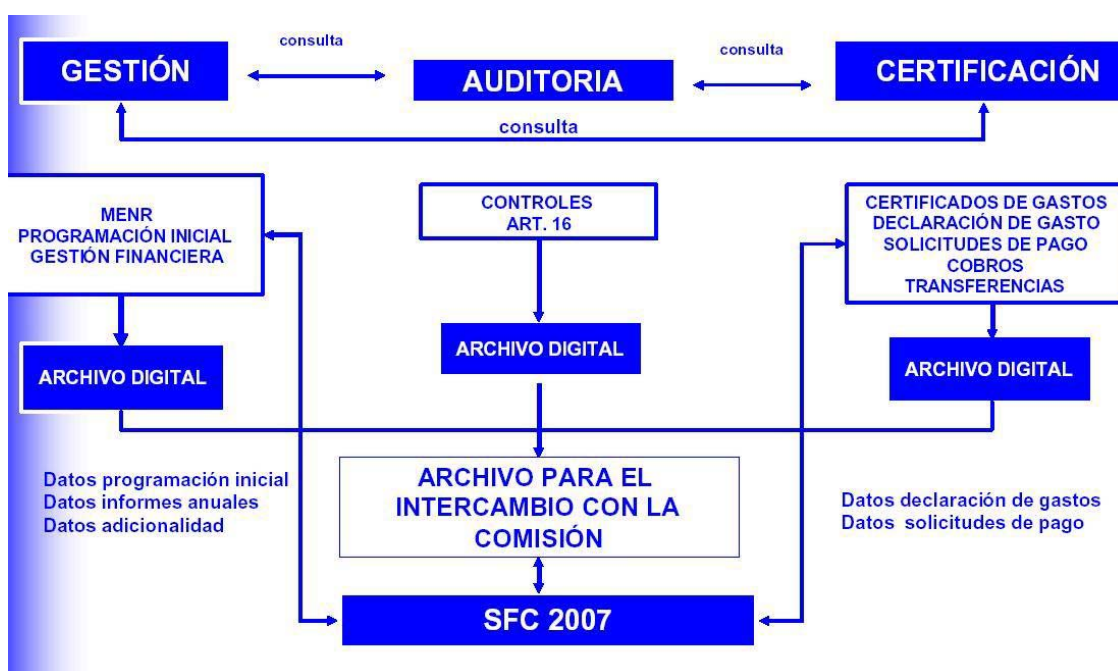 consulta
consulta
GESTIÓN
AUDITORIA
CERTIFICACIÓN
consulta
MENR
PROGRAMACIÓN INICIAL
GESTIÓN FINANCIERA
CONTROLES
ART. 16
CERTIFICADOS DE GASTOS
DECLARACIÓN DE GASTO
SOLICITUDES DE PAGO
COBROS
TRANSFERENCIAS
ARCHIVO DIGITAL
ARCHIVO DIGITAL
ARCHIVO DIGITAL
Datos programación inicial
Datos informes anuales
Datos adicionalidad
ARCHIVO PARA EL
INTERCAMBIO CON LA
COMISIÓN
Datos declaración de gastos
Datos solicitudes de pago
SFC 2007